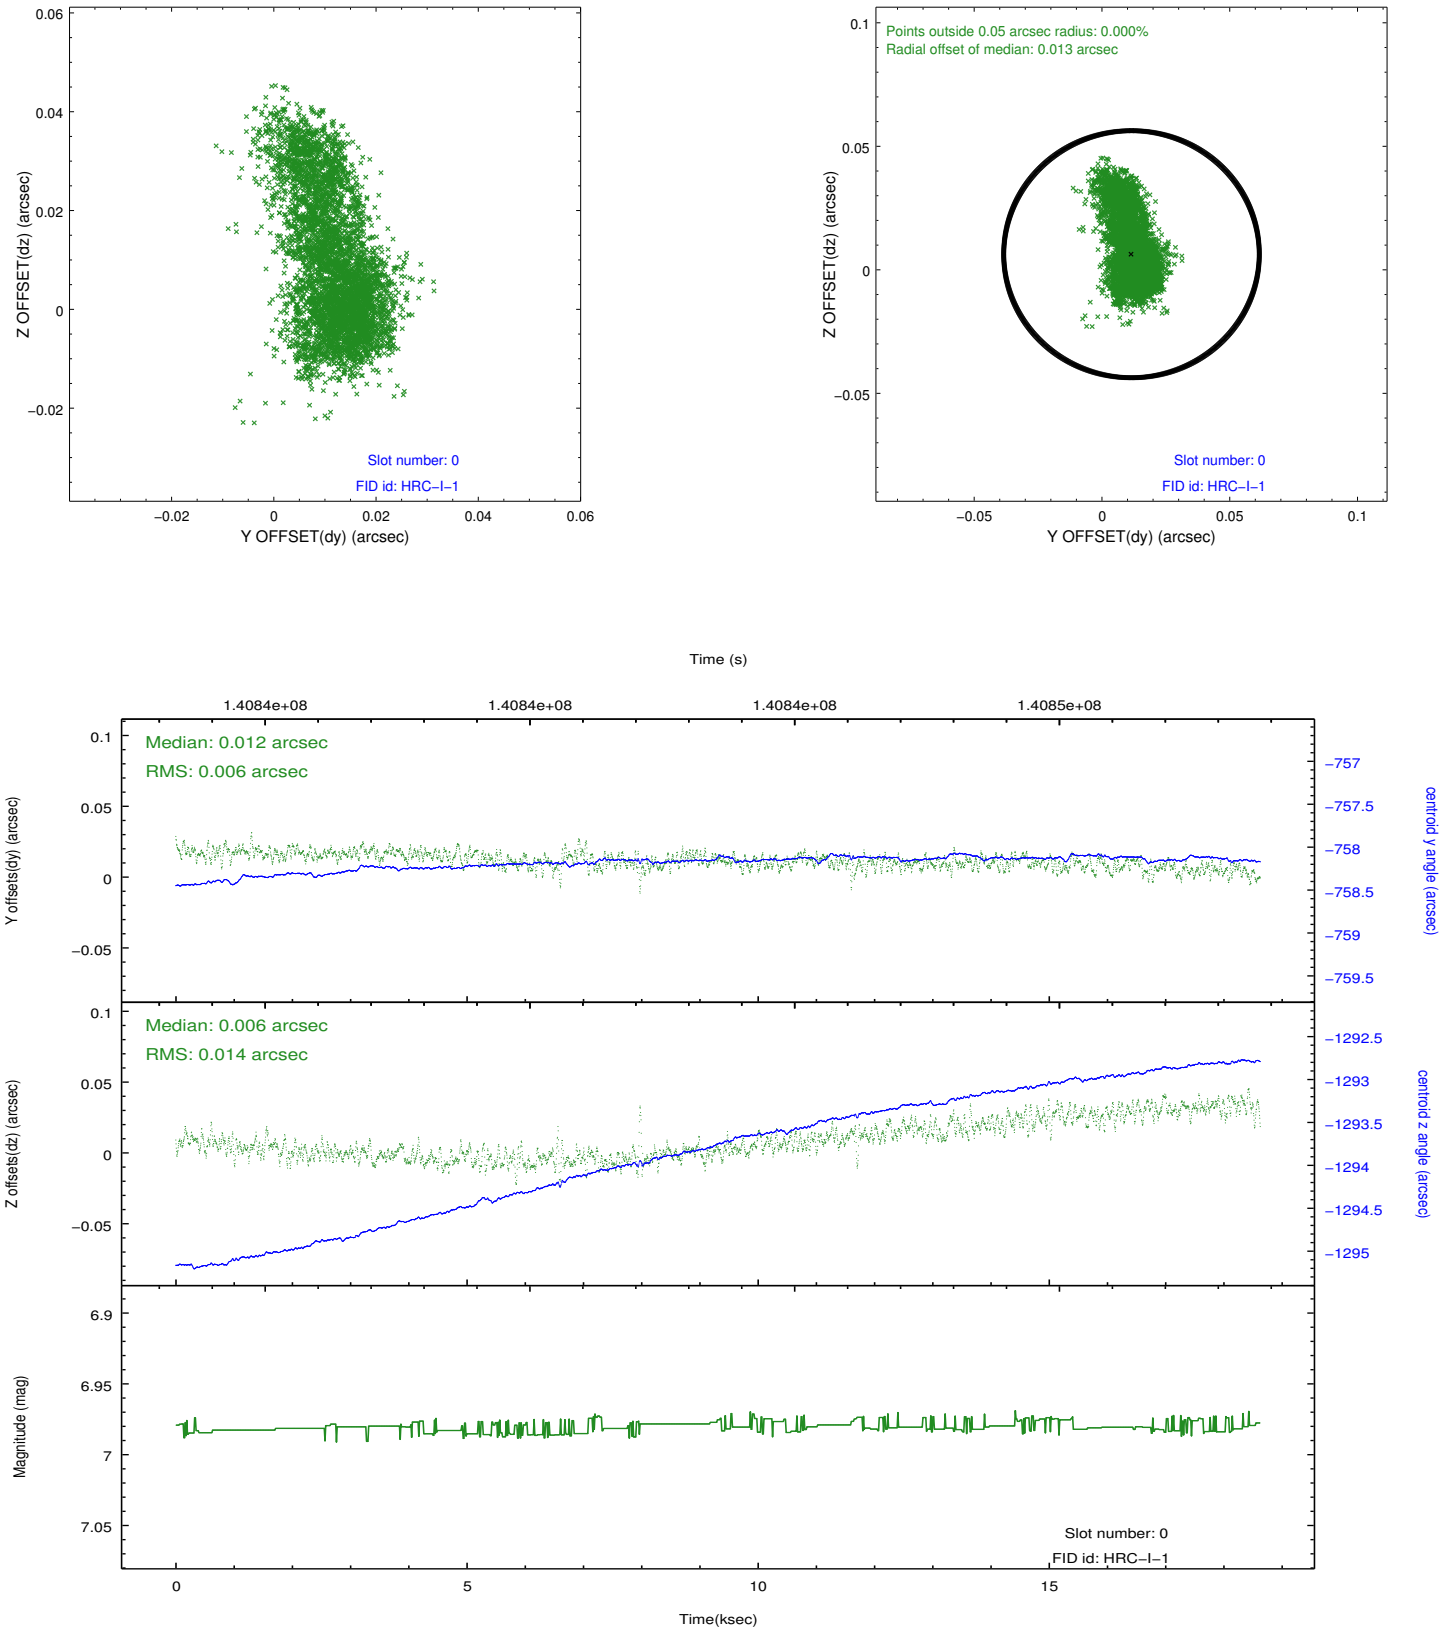 0.06
0.04
0.02
0
−0.02
Z OFFSET(dz) (arcsec)
Slot number: 0
FID id: HRC−I−1
−0.02
0
0.02
0.04
0.06
Y OFFSET(dy) (arcsec)
Points outside 0.05 arcsec radius: 0.000%
Radial offset of median: 0.013 arcsec
0.1
0.05
0
−0.05
Z OFFSET(dz) (arcsec)
Slot number: 0
FID id: HRC−I−1
−0.05
0
0.05
0.1
Y OFFSET(dy) (arcsec)
Time (s)
1.4084e+08
1.4084e+08
1.4084e+08
1.4085e+08
Median: 0.012 arcsec
RMS: 0.006 arcsec
0.1
0.05
0
−0.05
Y offsets(dy) (arcsec)
−757
−757.5
−758
−758.5
−759
−759.5
centroid y angle (arcsec)
Median: 0.006 arcsec
RMS: 0.014 arcsec
0.1
0.05
0
−0.05
Z offsets(dz) (arcsec)
−1292.5
−1293
−1293.5
−1294
−1294.5
−1295
centroid z angle (arcsec)
6.9
6.95
7
7.05
Magnitude (mag)
Slot number: 0
FID id: HRC−I−1
0
5
10
15
Time(ksec)